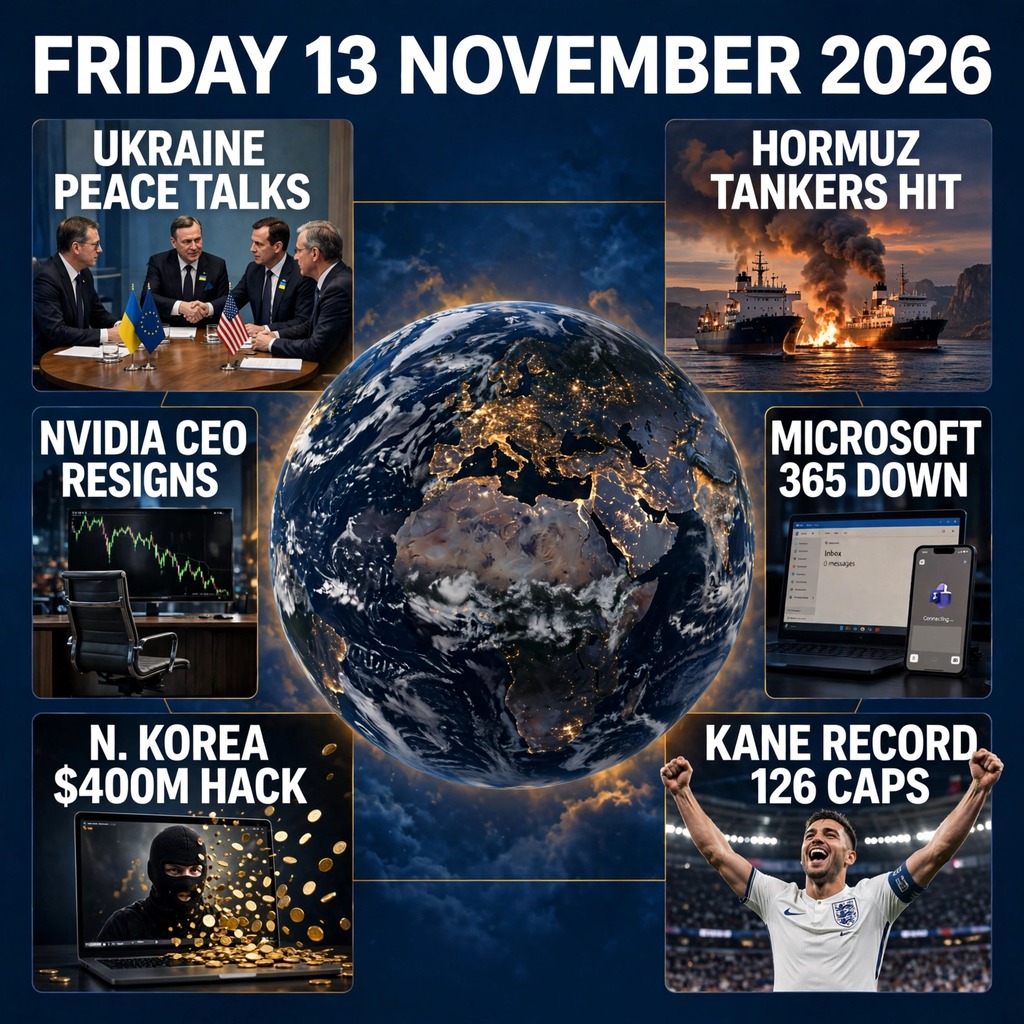 FRIDAY 13 NOVEMBER 2026
UKRAINE
PEACE TALKS
HORMUZ
TANKERS HIT
NVIDIA CEO
RESIGNS
MICROSOFT
365 DOWN
Inbox
0 messages
Connecting...
N. KOREA
$400M HACK
KANE RECORD
126 CAPS